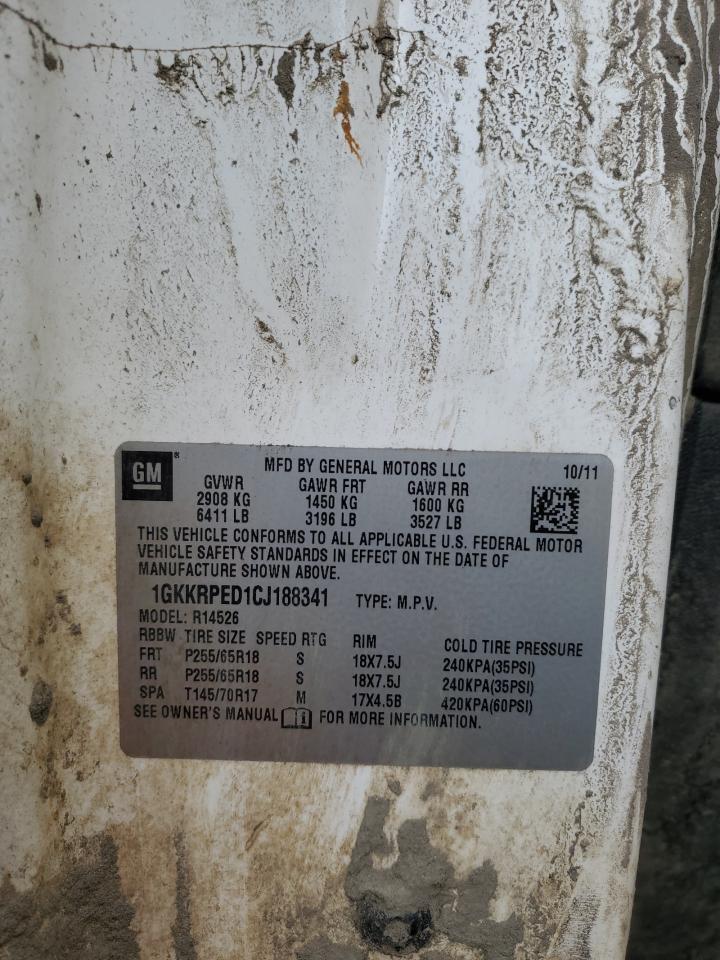 GM® MFD BY GENERAL MOTORS LLC 10/11
GVWR GAWR FRT GAWR RR
2908 KG 1450 KG 1600 KG
6411 LB 3196 LB 3527 LB
THIS VEHICLE CONFORMS TO ALL APPLICABLE U.S. FEDERAL MOTOR
VEHICLE SAFETY STANDARDS IN EFFECT ON THE DATE OF
MANUFACTURE SHOWN ABOVE.
1GKKRPED1CJ188341 TYPE: M.P.V.
MODEL: R14526
RBBW TIRE SIZE SPEED RTG RIM COLD TIRE PRESSURE
FRT P255/65R18 S 18X7.5J 240KPA(35PSI)
RR P255/65R18 S 18X7.5J 240KPA(35PSI)
SPA T145/70R17 M 17X4.5B 420KPA(60PSI)
SEE OWNER'S MANUAL FOR MORE INFORMATION.